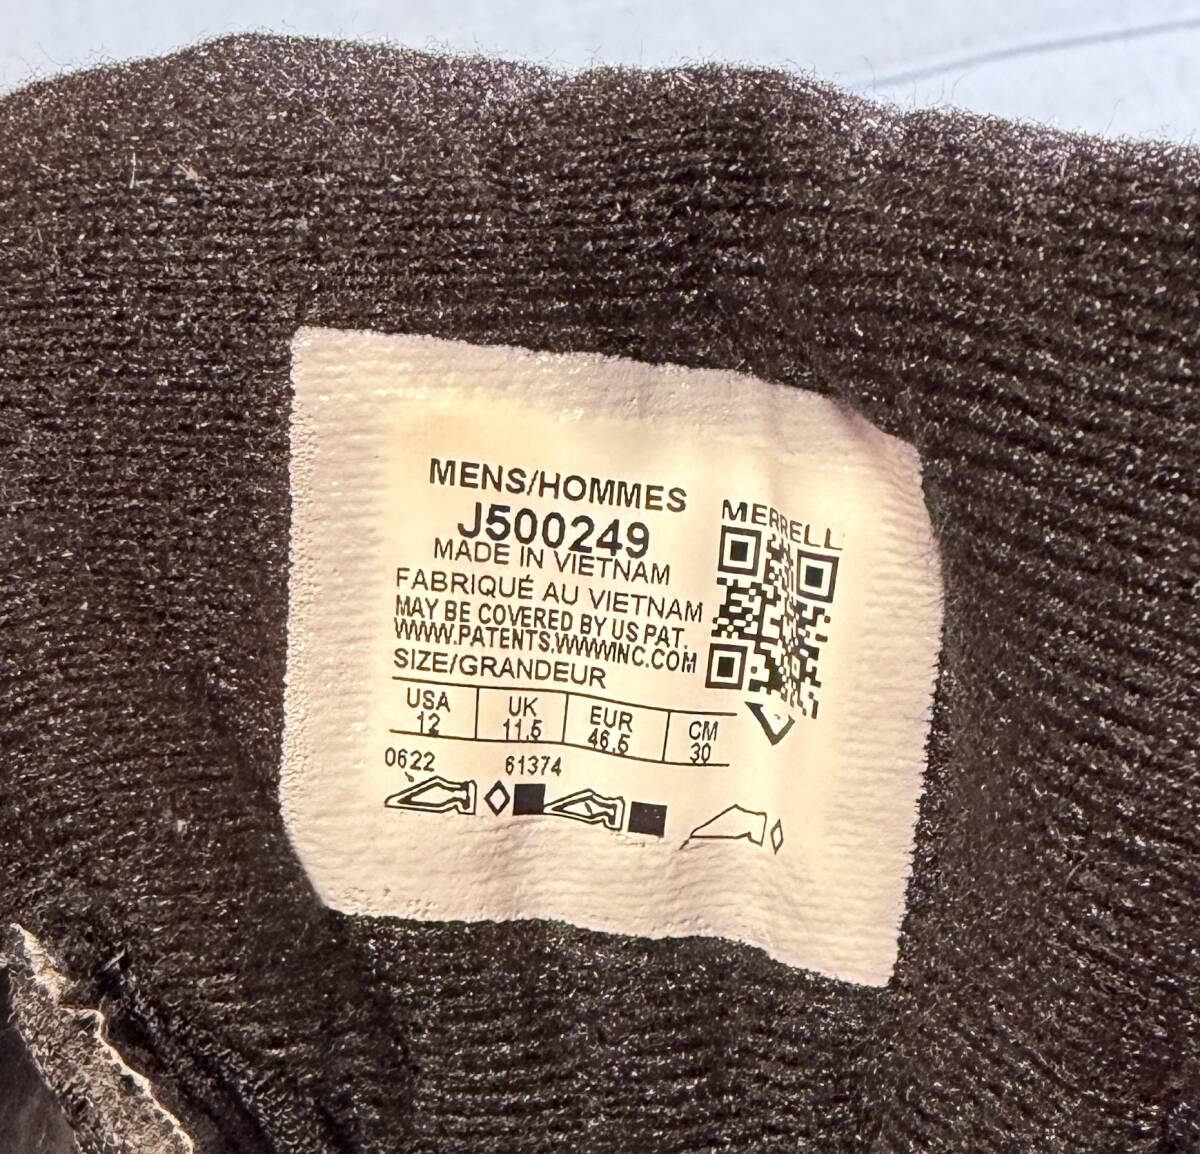 MENS/HOMMES
J500249
MADE IN VIETNAM
FABRIQUÉ AU VIETNAM
MAY BE COVERED BY US PAT.
WWW.PATENTS.WWWINC.COM
SIZE/GRANDEUR
MERRELL
USA UK EUR CM
12 11.5 46.5 30
0622 61374